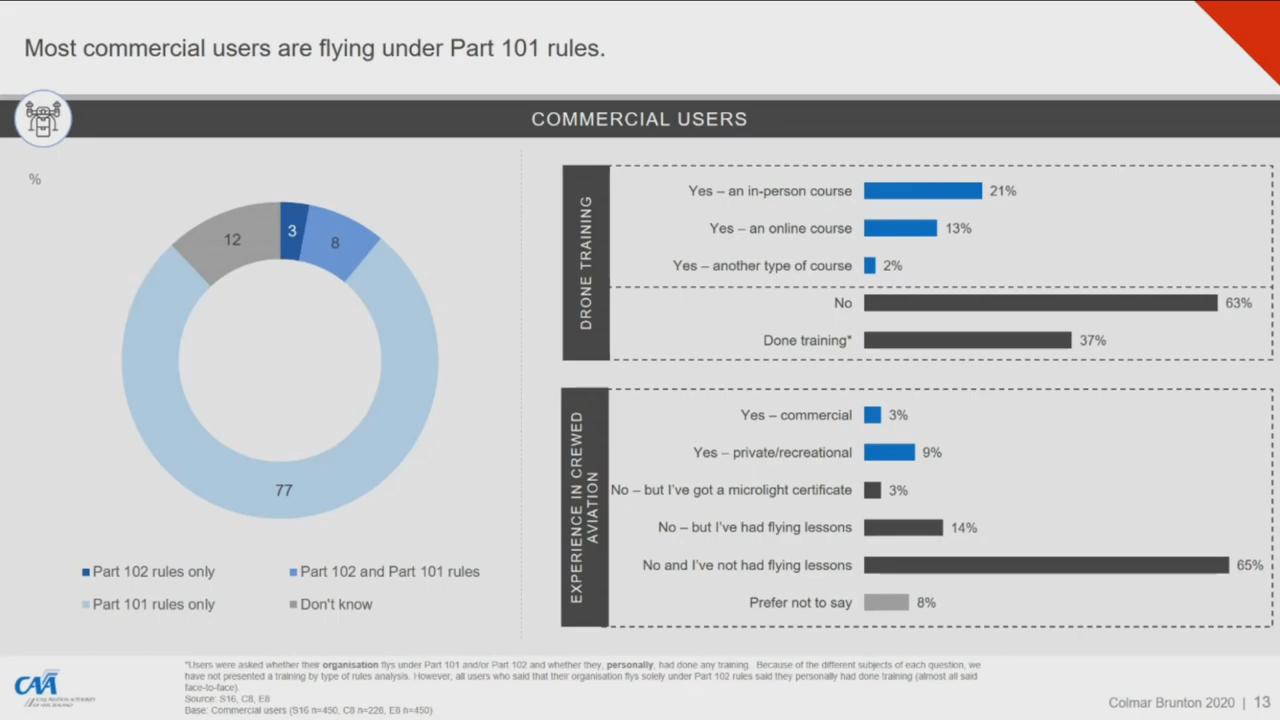 Most commercial users are flying under Part 101 rules.
COMMERCIAL USERS
%
3
8
12
77
Part 102 rules only
Part 102 and Part 101 rules
Part 101 rules only
Don't know
DRONE TRAINING
Yes – an in-person course 21%
Yes – an online course 13%
Yes – another type of course 2%
No 63%
Done training* 37%
EXPERIENCE IN CREWED
AVIATION
Yes – commercial 3%
Yes – private/recreational 9%
No – but I've got a microlight certificate 3%
No – but I've had flying lessons 14%
No and I've not had flying lessons 65%
Prefer not to say 8%
*Users were asked whether their organisation flys under Part 101 and/or Part 102 and whether they, personally, had done any training. Because of the different subjects of each question, we
have not presented a training by type of rules analysis. However, all users who said that their organisation flys solely under Part 102 rules said they personally had done training (almost all said
face-to-face).
Source: S16, C8, E8
Base: Commercial users (S16 n=450, C8 n=226, E8 n=450)
CAA
CIVIL AVIATION AUTHORITY
OF NEW ZEALAND
Colmar Brunton 2020 | 13